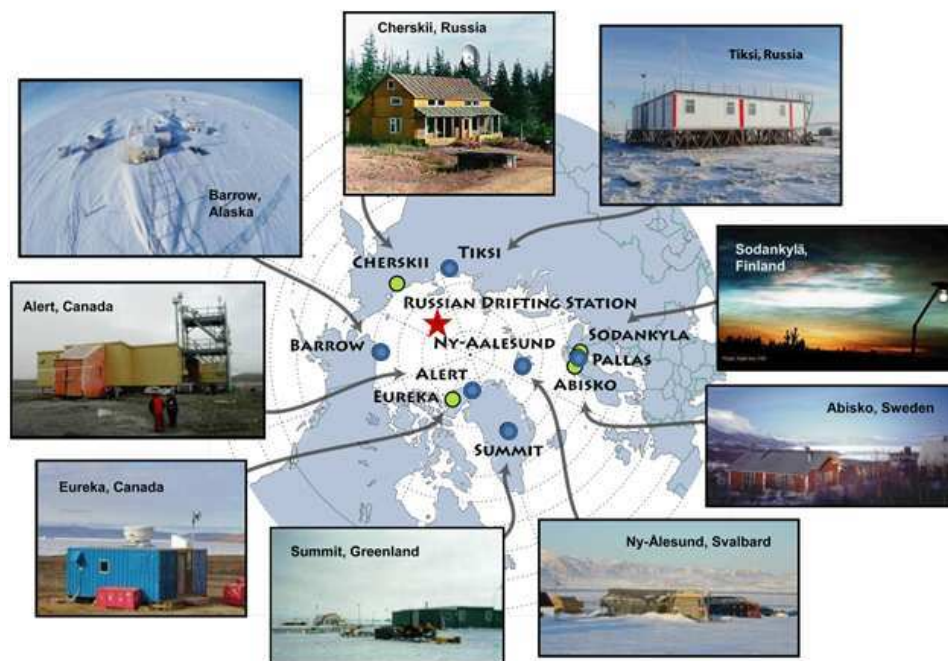 Cherskii, Russia
Tiksi, Russia
Barrow,
Alaska
Sodankylä,
Finland
Alert, Canada
Abisko, Sweden
Eureka, Canada
Summit, Greenland
Ny-Ålesund, Svalbard
CHERSKII
TIKSI
RUSSIAN DRIFTING STATION
BARROW
NY-AALESUND
SODANKYLA
PALLAS
ABISKO
ALERT
EUREKA
SUMMIT